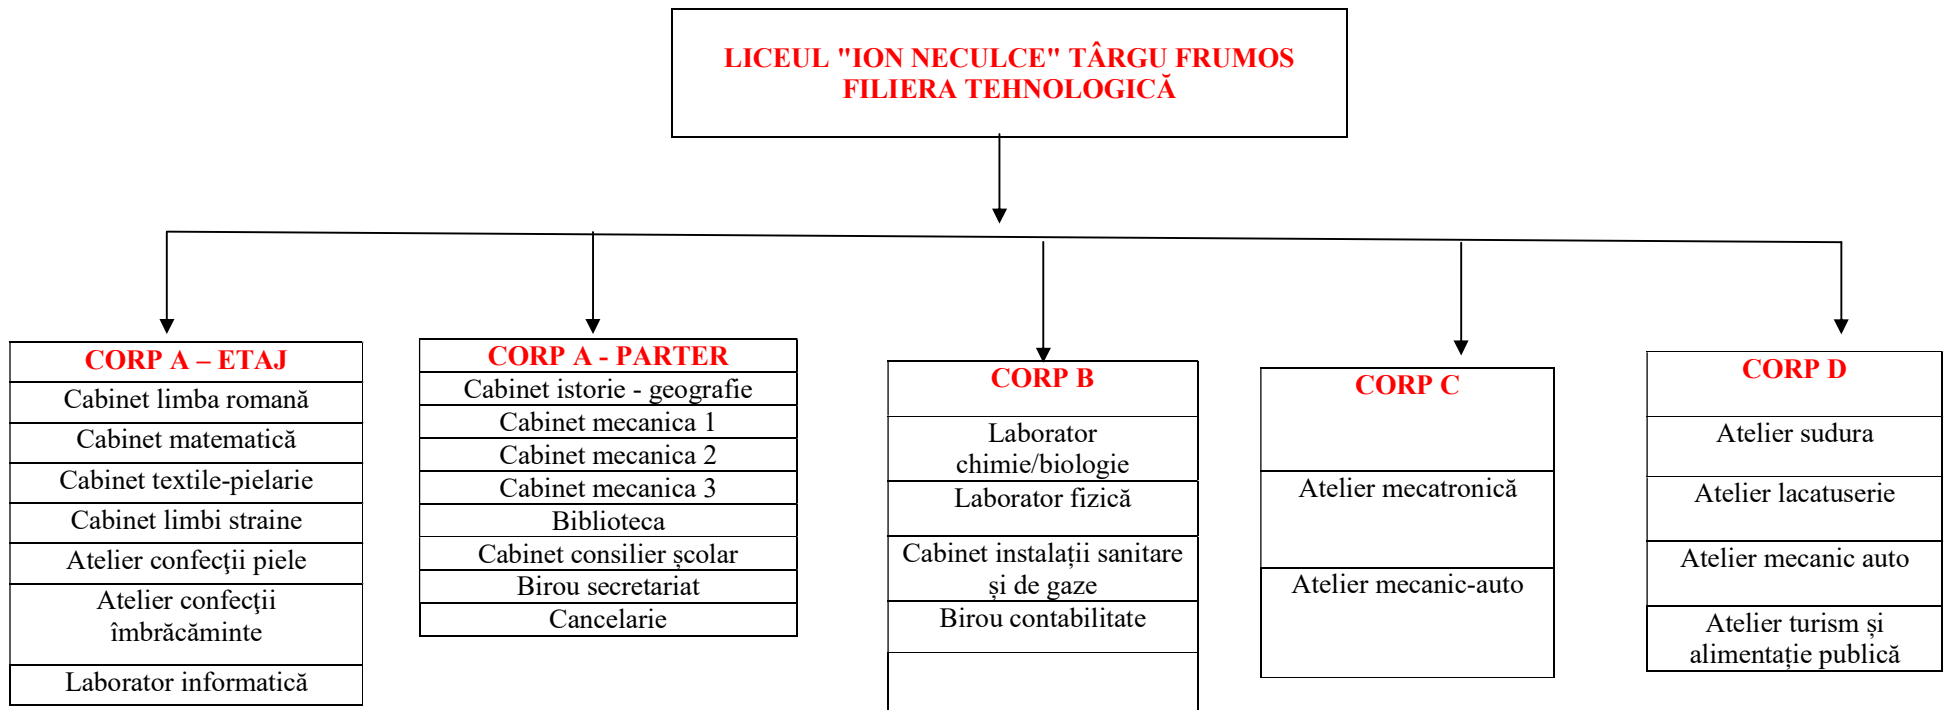 LICEUL "ION NECULCE" TÂRGU FRUMOS
FILIERA TEHNOLOGICĂ
CORP A – ETAJ
Cabinet limba romană
Cabinet matematică
Cabinet textile-pielarie
Cabinet limbi straine
Atelier confecţii piele
Atelier confecţii
îmbrăcăminte
Laborator informatică
CORP A - PARTER
Cabinet istorie - geografie
Cabinet mecanica 1
Cabinet mecanica 2
Cabinet mecanica 3
Biblioteca
Cabinet consilier școlar
Birou secretariat
Cancelarie
CORP B
Laborator
chimie/biologie
Laborator fizică
Cabinet instalații sanitare
și de gaze
Birou contabilitate
CORP C
Atelier mecatronică
Atelier mecanic-auto
CORP D
Atelier sudura
Atelier lacatuserie
Atelier mecanic auto
Atelier turism și
alimentație publică